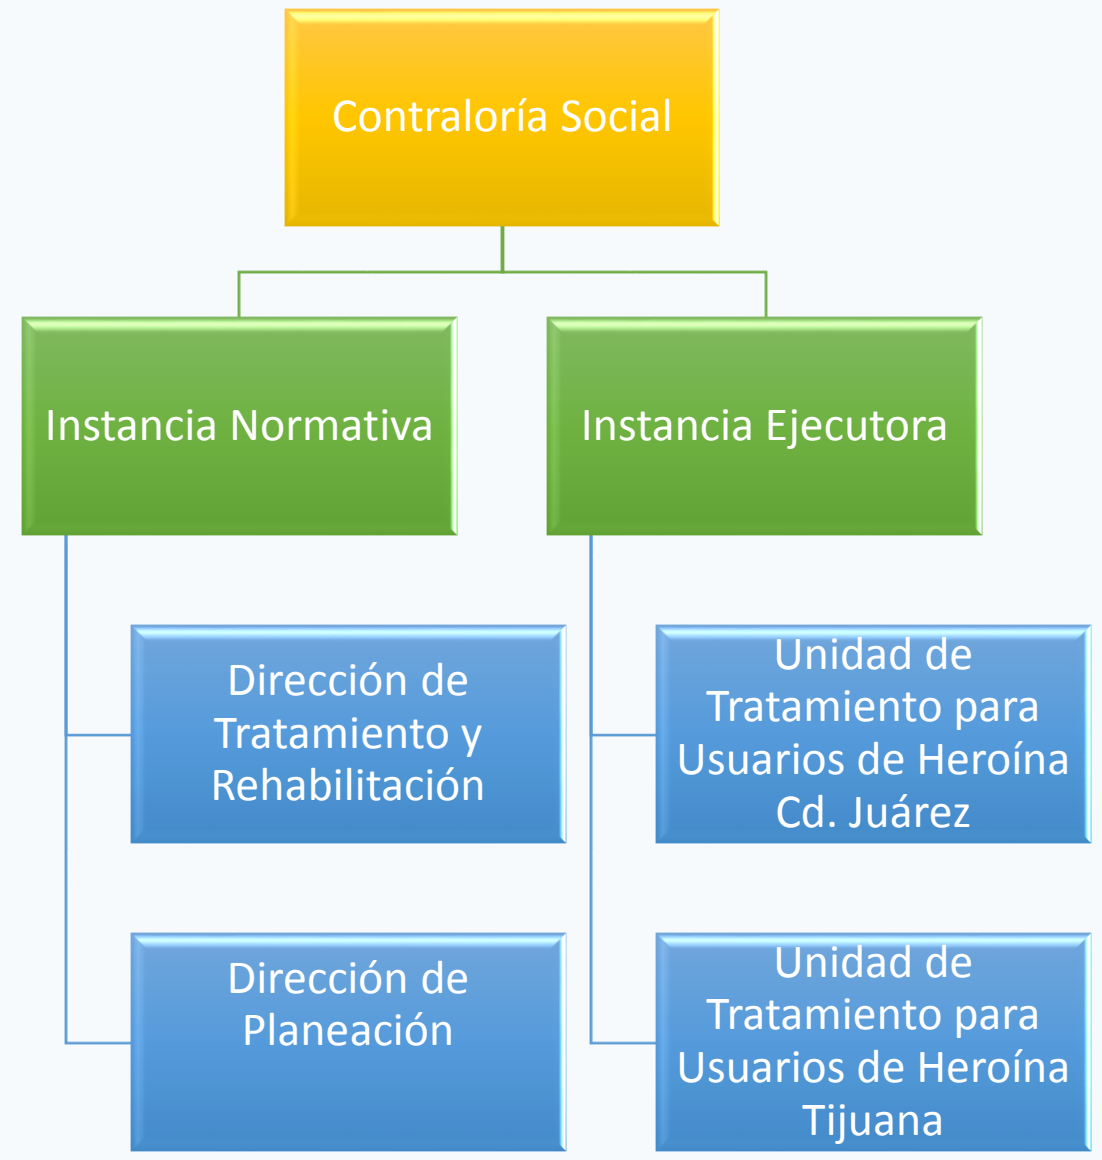 Contraloría Social
Instancia Normativa
Instancia Ejecutora
Dirección de
Tratamiento y
Rehabilitación
Unidad de
Tratamiento para
Usuarios de Heroína
Cd. Juárez
Dirección de
Planeación
Unidad de
Tratamiento para
Usuarios de Heroína
Tijuana